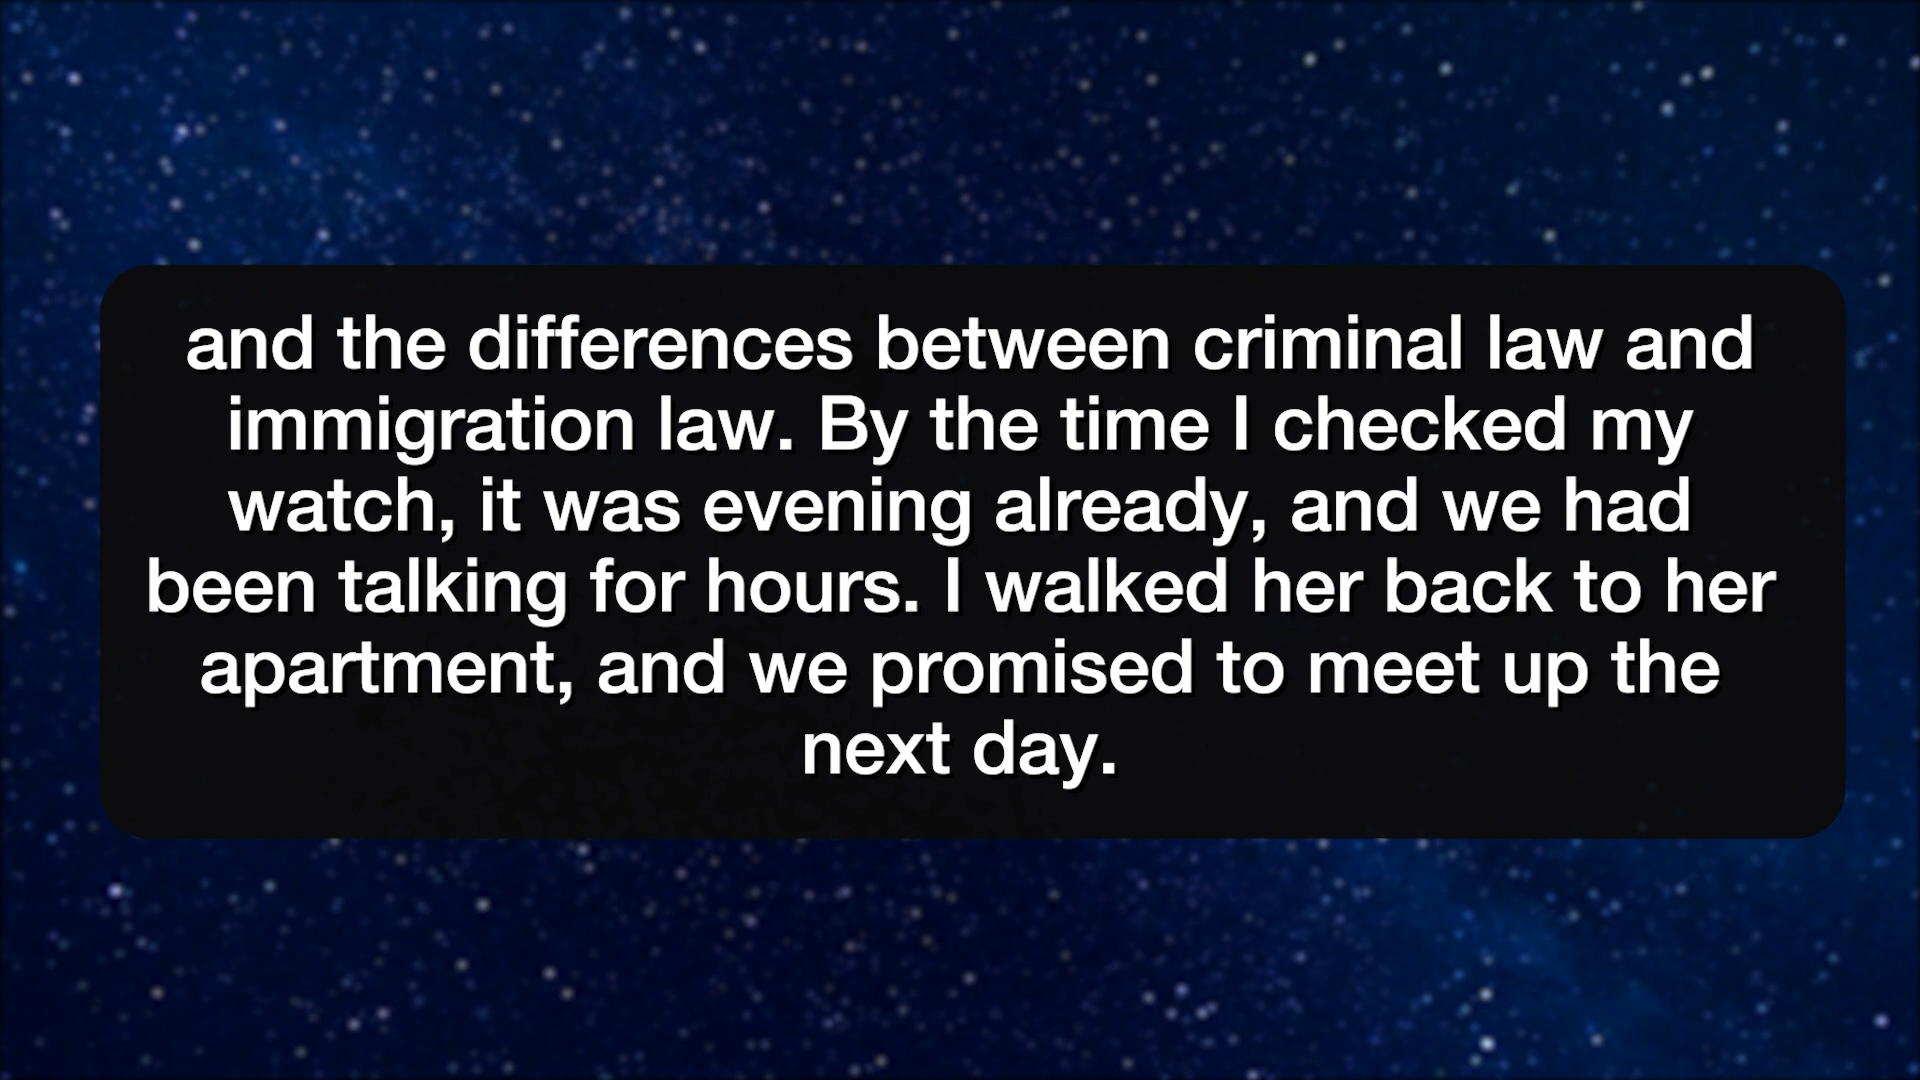 and the differences between criminal law and
immigration law. By the time I checked my
watch, it was evening already, and we had
been talking for hours. I walked her back to her
apartment, and we promised to meet up the
next day.